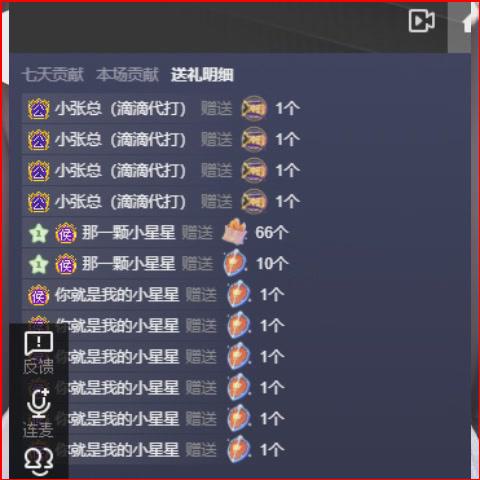 七天贡献 本场贡献 送礼明细
公 小张总（滴滴代打） 赠送 1个
公 小张总（滴滴代打） 赠送 1个
公 小张总（滴滴代打） 赠送 1个
公 小张总（滴滴代打） 赠送 1个
1 侯 那一颗小星星 赠送 66个
1 侯 那一颗小星星 赠送 10个
侯 你就是我的小星星 赠送 1个
你就是我的小星星 赠送 1个
反馈
你就是我的小星星 赠送 1个
你就是我的小星星 赠送 1个
连麦
你就是我的小星星 赠送 1个
你就是我的小星星 赠送 1个